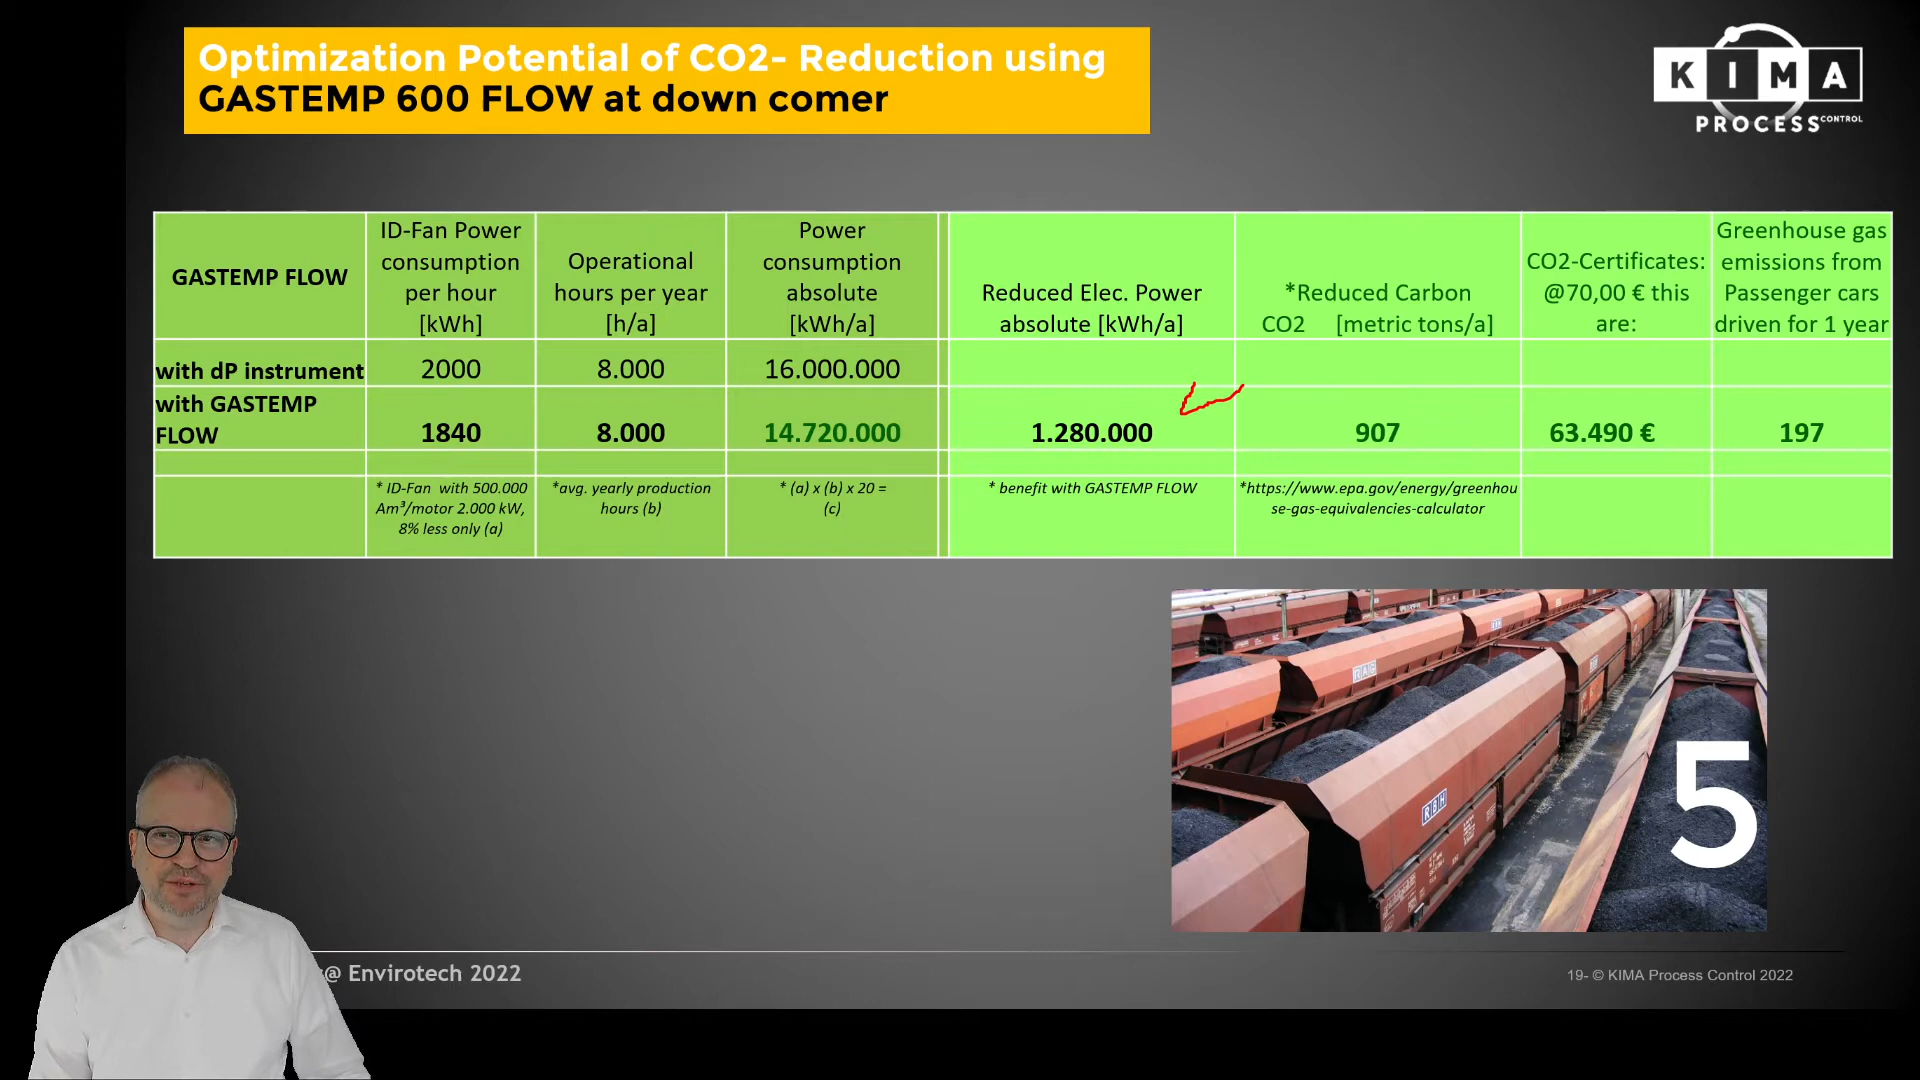 Optimization Potential of CO2- Reduction using
GASTEMP 600 FLOW at down comer
KIMA
PROCESS CONTROL
GASTEMP FLOW
ID-Fan Power
consumption
per hour
[kWh]
Operational
hours per year
[h/a]
Power
consumption
absolute
[kWh/a]
Reduced Elec. Power
absolute [kWh/a]
*Reduced Carbon
CO2 [metric tons/a]
CO2-Certificates:
@70,00 € this
are:
Greenhouse gas
emissions from
Passenger cars
driven for 1 year
with dP instrument
2000
8.000
16.000.000
with GASTEMP
FLOW
1840
8.000
14.720.000
1.280.000
907
63.490 €
197
* ID-Fan with 500.000
Am³/motor 2.000 kW,
8% less only (a)
*avg. yearly production
hours (b)
* (a) x (b) x 20 =
(c)
* benefit with GASTEMP FLOW
*https://www.epa.gov/energy/greenhou
se-gas-equivalencies-calculator
RAG
RBH
5
@ Envirotech 2022
19- © KIMA Process Control 2022